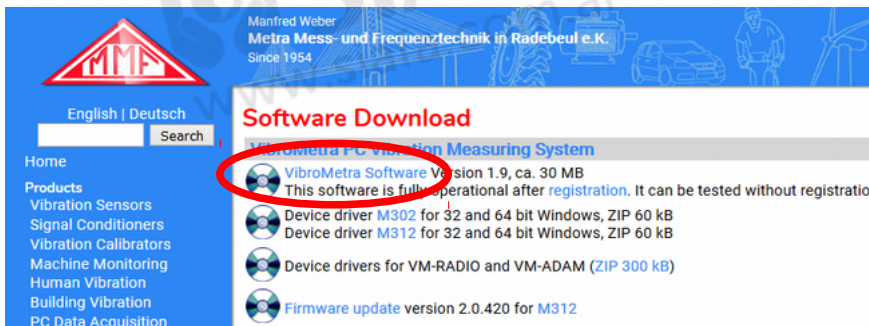 MMF
Manfred Weber
Metra Mess- und Frequenztechnik in Radebeul e.K.
Since 1954
English | Deutsch
Search
Home
Products
Vibration Sensors
Signal Conditioners
Vibration Calibrators
Machine Monitoring
Human Vibration
Building Vibration
PC Data Acquisition
Software Download
VibroMetra PC Vibration Measuring System
VibroMetra Software Version 1.9, ca. 30 MB
This software is fully operational after registration. It can be tested without registratio
Device driver M302 for 32 and 64 bit Windows, ZIP 60 kB
Device driver M312 for 32 and 64 bit Windows, ZIP 60 kB
Device drivers for VM-RADIO and VM-ADAM (ZIP 300 kB)
Firmware update version 2.0.420 for M312